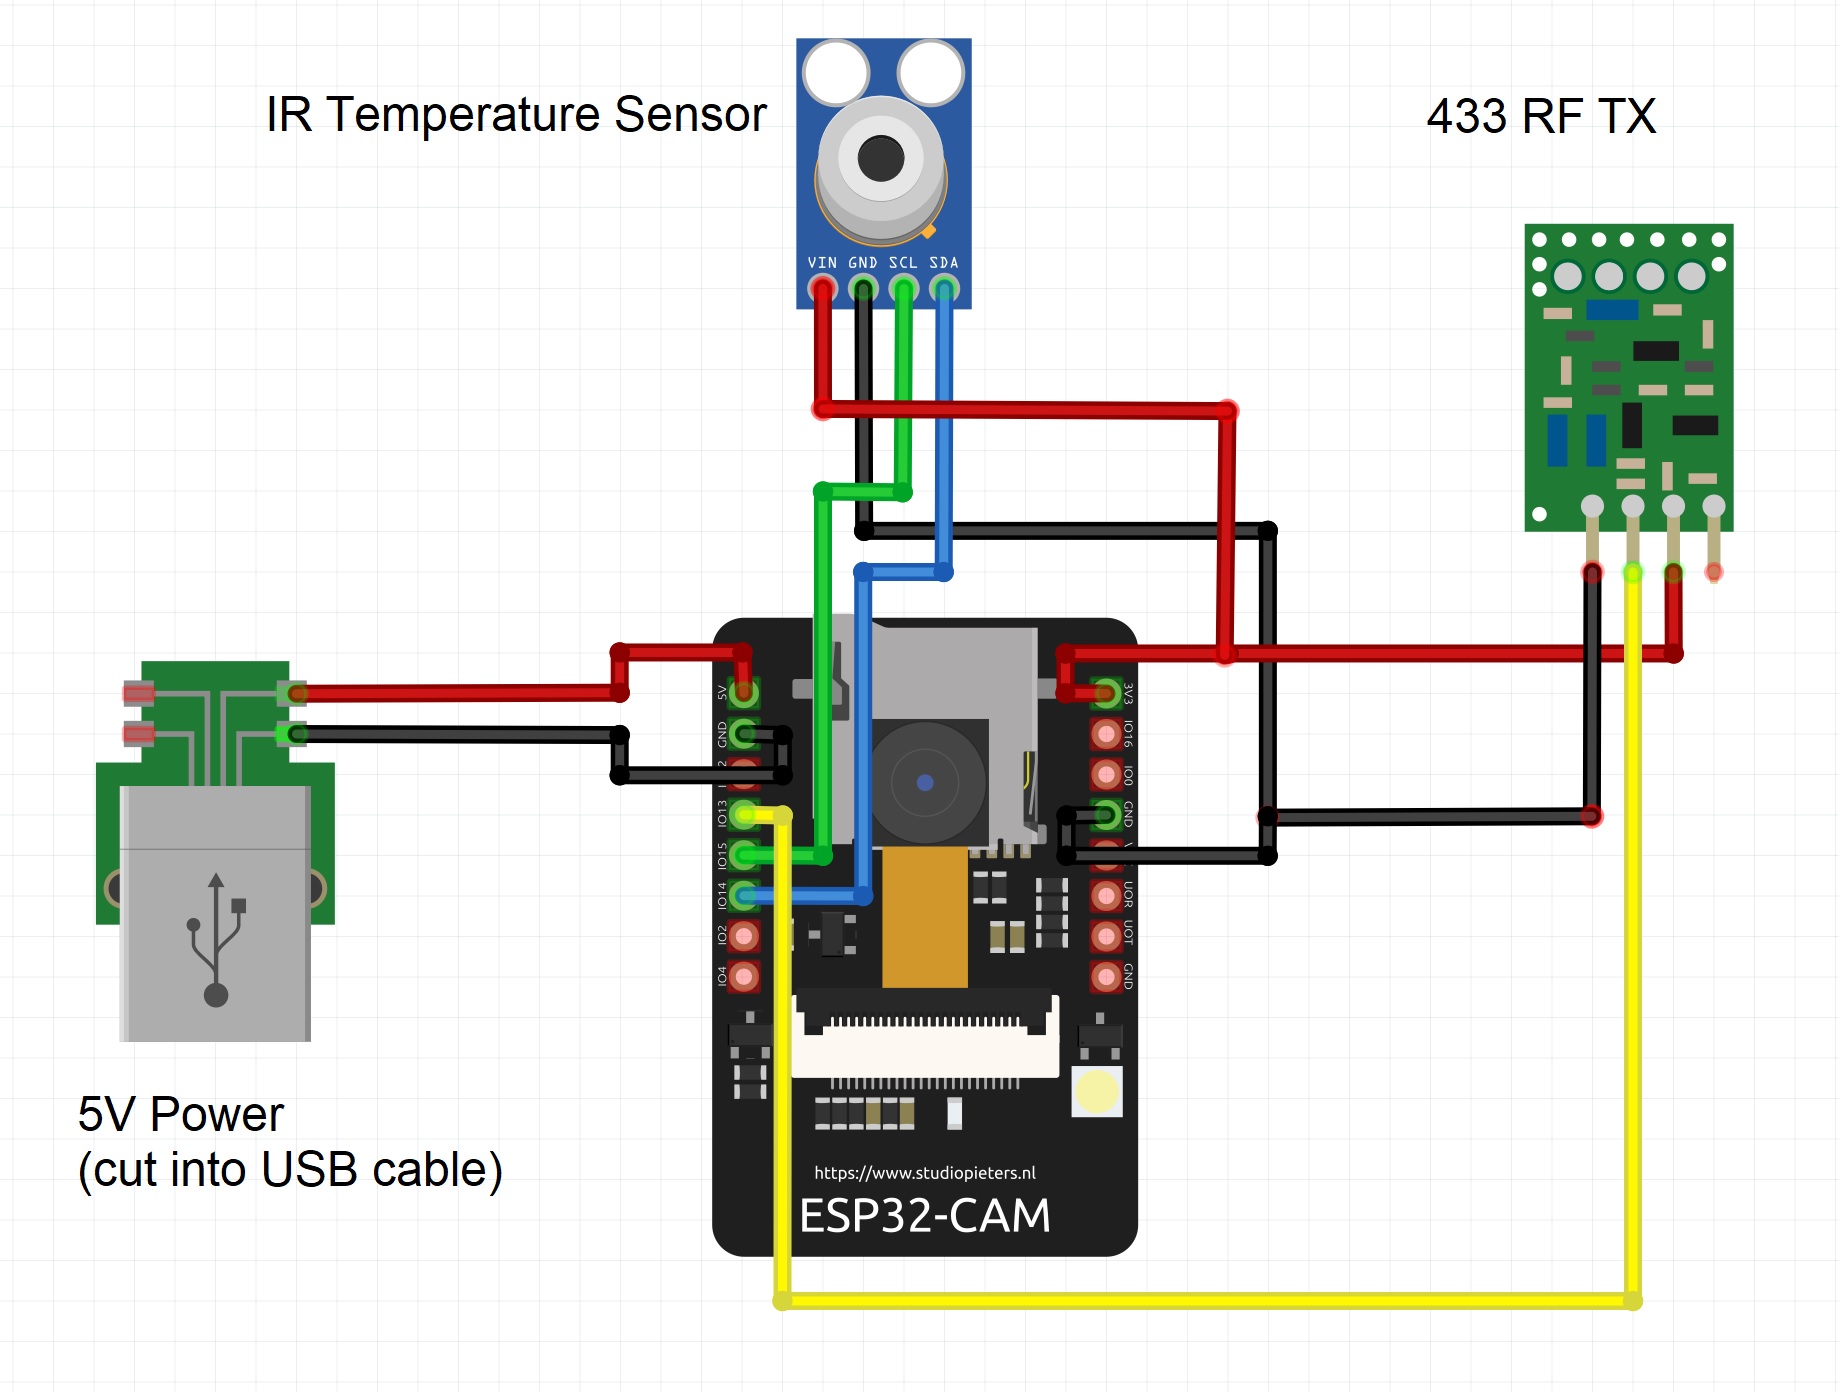 IR Temperature Sensor
433 RF TX
VIN GND SCL SDA
5V
GND
2
IO13
IO15
IO14
IO2
IO4
3V3
IO16
IO0
GND
UOR
UOT
GND
5V Power
(cut into USB cable)
https://www.studiopieters.nl
ESP32-CAM